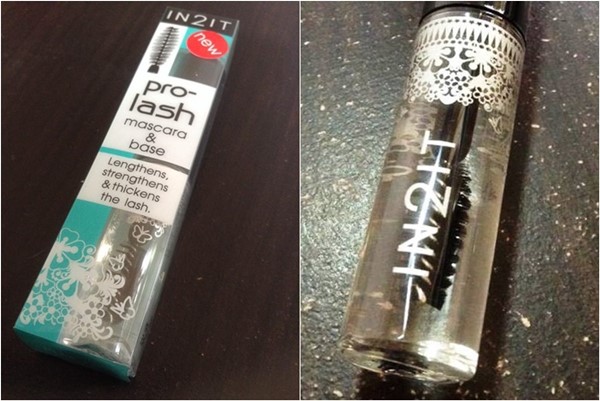 IN2IT
new
pro-
lash
mascara
&
base
Lengthens,
strengthens
& thickens
the lash.
IN2IT